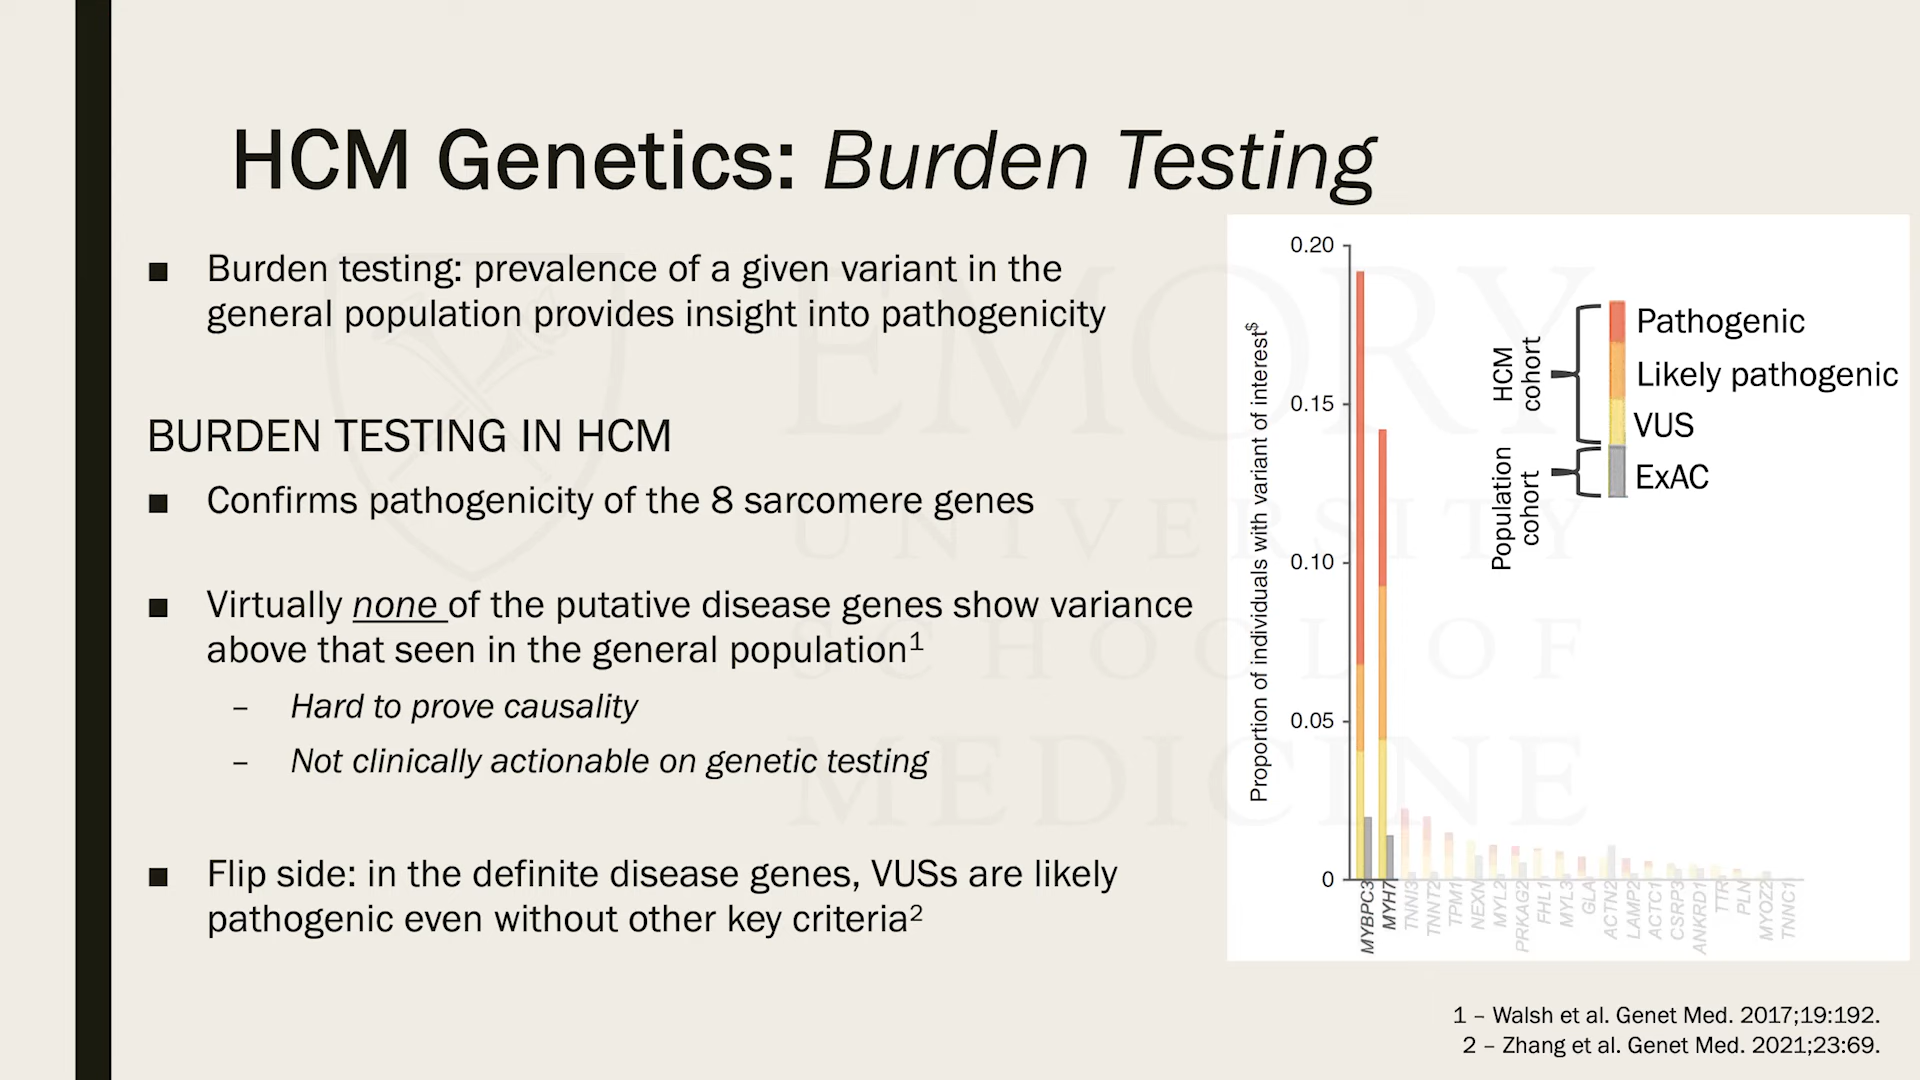 HCM Genetics: Burden Testing
■ Burden testing: prevalence of a given variant in the
general population provides insight into pathogenicity
BURDEN TESTING IN HCM
■ Confirms pathogenicity of the 8 sarcomere genes
■ Virtually none of the putative disease genes show variance
above that seen in the general population1
– Hard to prove causality
– Not clinically actionable on genetic testing
■ Flip side: in the definite disease genes, VUSs are likely
pathogenic even without other key criteria2
Proportion of individuals with variant of interest$
0.20
0.15
0.10
0.05
0
HCM
cohort
Population
cohort
Pathogenic
Likely pathogenic
VUS
ExAC
MYBPC3
MYH7
TNNI3
TNNT2
TPM1
NEXN
MYL2
PRKAG2
FHL1
MYL3
GLA
ACTN2
LAMP2
ACTC1
CSRP3
ANKRD1
TTR
PLN
MYOZ2
TNNC1
EMORY
UNIVERSITY
SCHOOL OF
MEDICINE
1 – Walsh et al. Genet Med. 2017;19:192.
2 – Zhang et al. Genet Med. 2021;23:69.